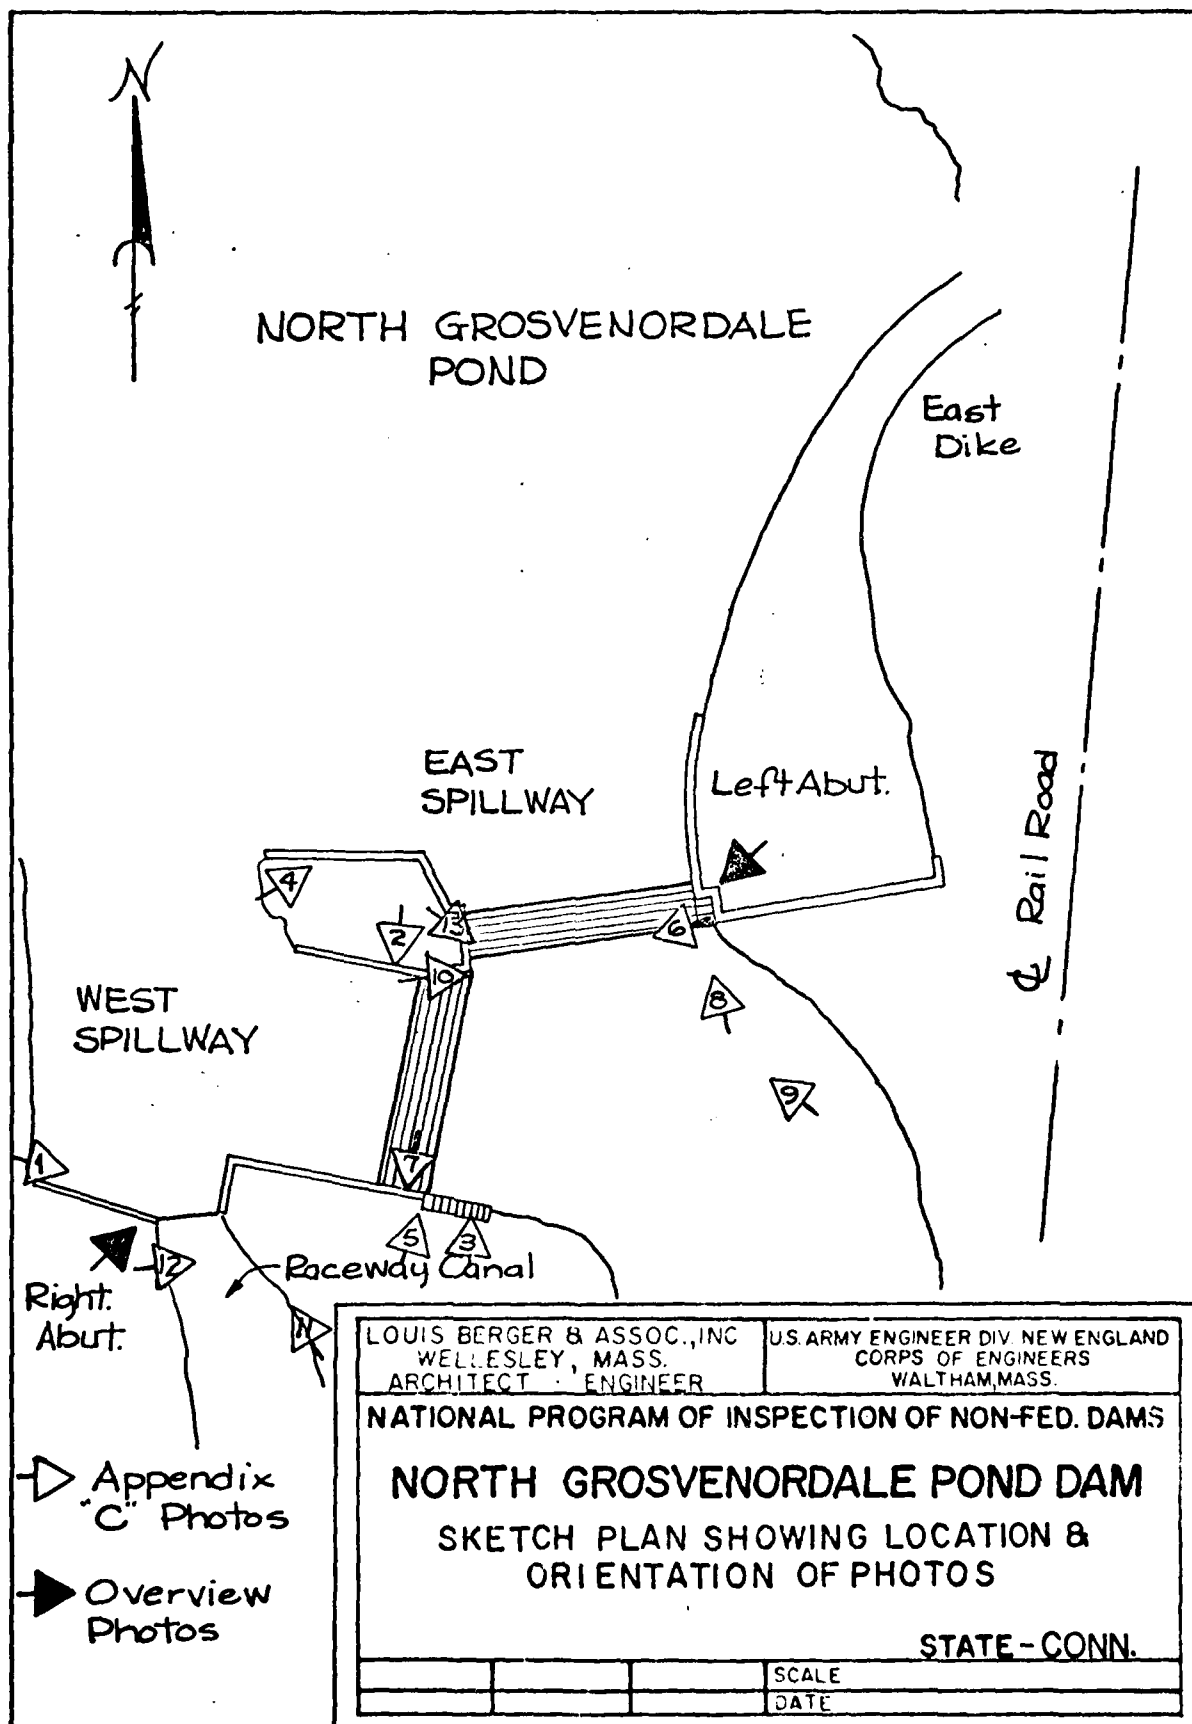 N
NORTH GROSVENORDALE
POND
East
Dike
EAST
SPILLWAY
Left Abut.
℄ Rail Road
4
2
13
6
10
8
WEST
SPILLWAY
9
1
7
5
3
12
Raceway Canal
Right.
Abut.
LOUIS BERGER & ASSOC., INC
WELLESLEY, MASS.
ARCHITECT · ENGINEER
U.S. ARMY ENGINEER DIV. NEW ENGLAND
CORPS OF ENGINEERS
WALTHAM, MASS.
NATIONAL PROGRAM OF INSPECTION OF NON-FED. DAMS
NORTH GROSVENORDALE POND DAM
SKETCH PLAN SHOWING LOCATION &
ORIENTATION OF PHOTOS
STATE - CONN.
SCALE
DATE
Appendix
"C" Photos
Overview
Photos